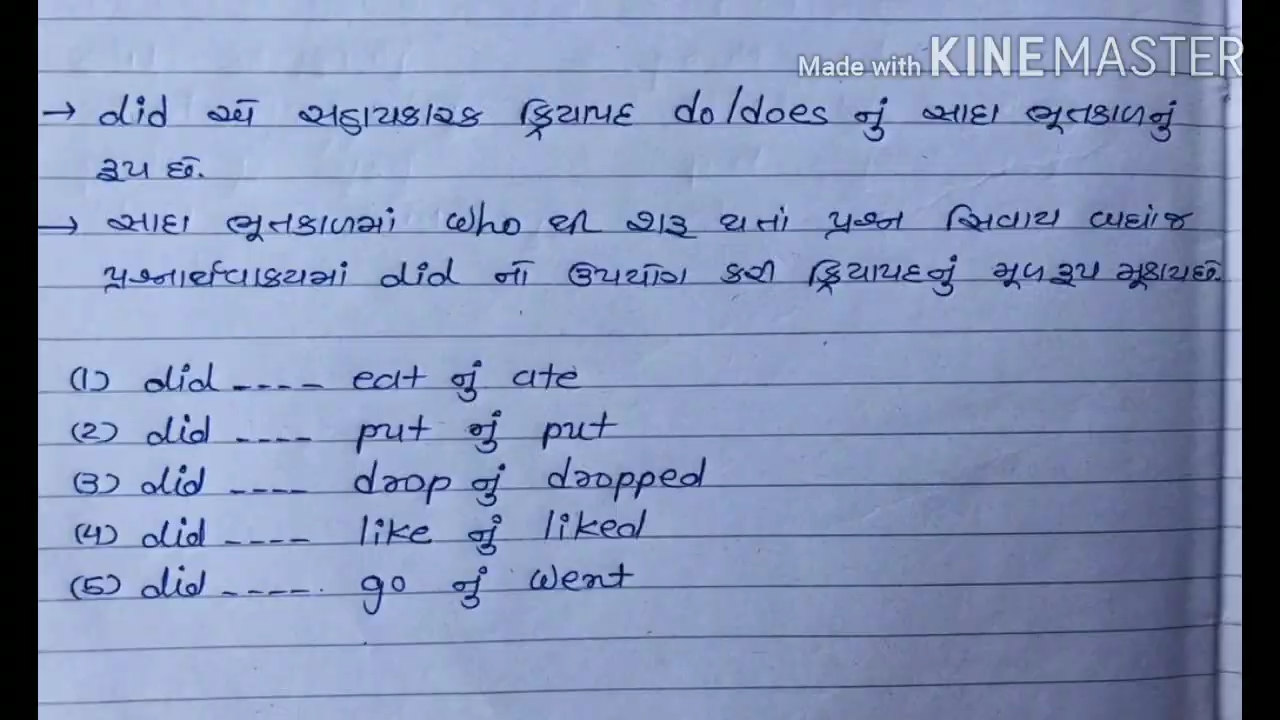 Made with KINEMASTER
→ did એ સહાયકારક ક્રિયાપદ do/does નું સાદા ભૂતકાળનું
રૂપ છે.
→ સાદા ભૂતકાળમાં Who થી શરૂ થતાં પ્રશ્ન સિવાય બધાંજ
પ્રશ્નાર્થવાક્યમાં did નો ઉપયોગ કરી ક્રિયાપદનું મૂળરૂપ મૂકાયછે.
(1) did ---- eat નું ate
(2) did ---- put નું put
(3) did ---- drop નું dropped
(4) did ---- like નું liked
(5) did ----. go નું went